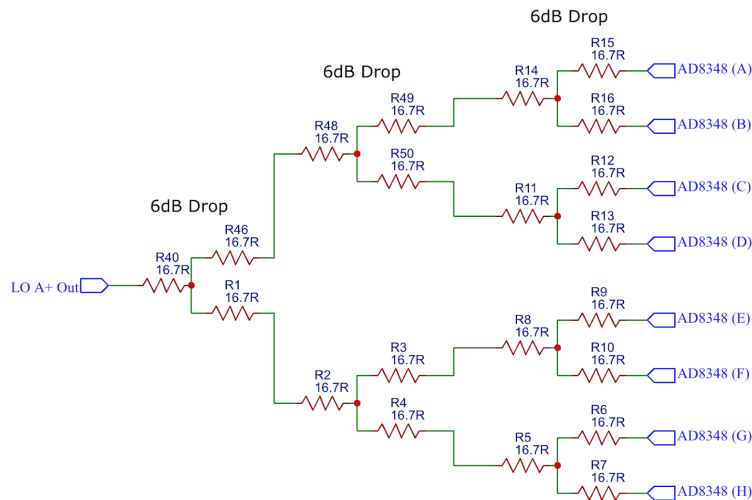 6dB Drop
R15
16.7R
AD8348 (A)
6dB Drop
R14
16.7R
R49
16.7R
R16
16.7R
AD8348 (B)
R48
16.7R
R50
16.7R
R12
16.7R
AD8348 (C)
R11
16.7R
6dB Drop
R13
16.7R
AD8348 (D)
R46
16.7R
R40
16.7R
LO A+ Out
R1
16.7R
R9
16.7R
AD8348 (E)
R8
16.7R
R3
16.7R
R10
16.7R
AD8348 (F)
R2
16.7R
R4
16.7R
R6
16.7R
AD8348 (G)
R5
16.7R
R7
16.7R
AD8348 (H)